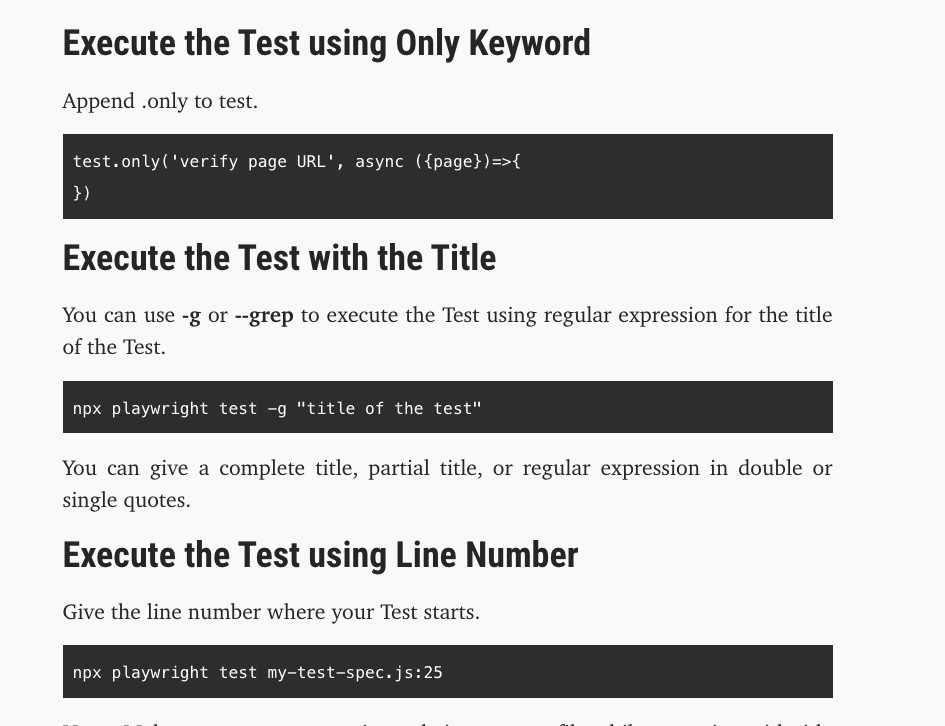 Execute the Test using Only Keyword
Append .only to test.
test.only('verify page URL', async ({page})=>{
})
Execute the Test with the Title
You can use -g or --grep to execute the Test using regular expression for the title
of the Test.
npx playwright test -g "title of the test"
You can give a complete title, partial title, or regular expression in double or
single quotes.
Execute the Test using Line Number
Give the line number where your Test starts.
npx playwright test my-test-spec.js:25